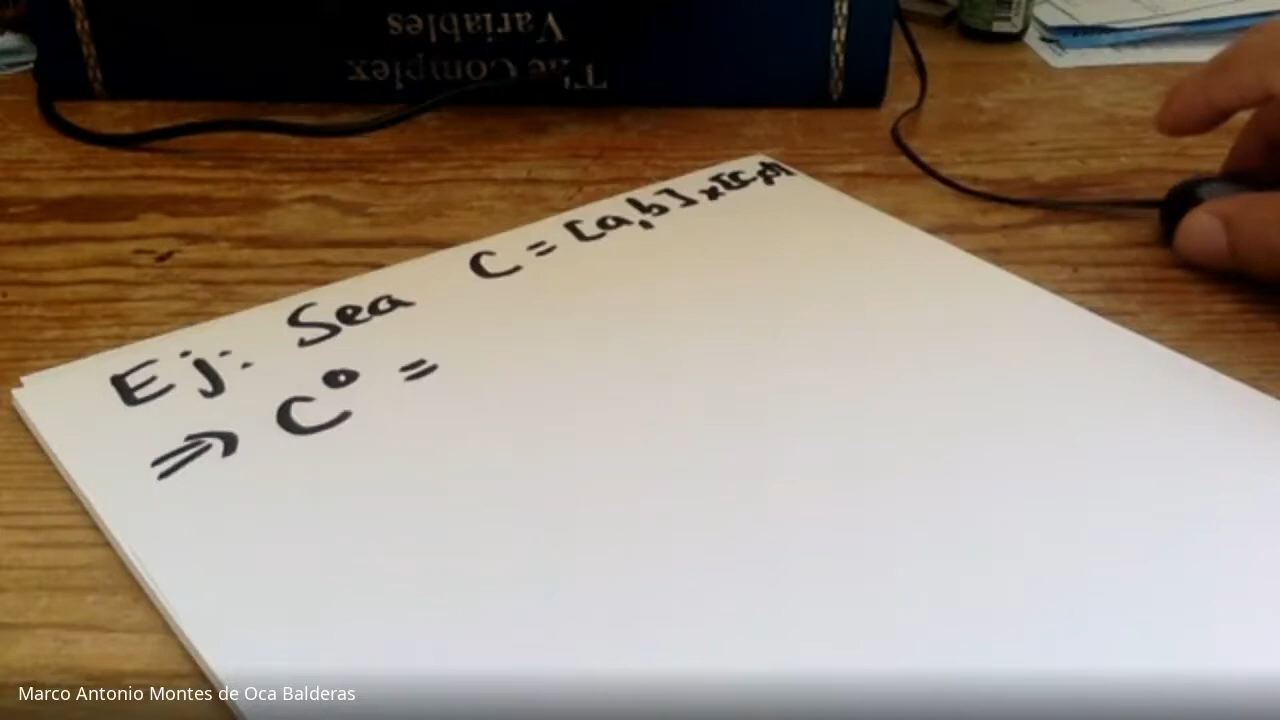 The Complex
Variables
Ej: Sea C = [a,b] x [c,d]
⇒ C° =
Marco Antonio Montes de Oca Balderas